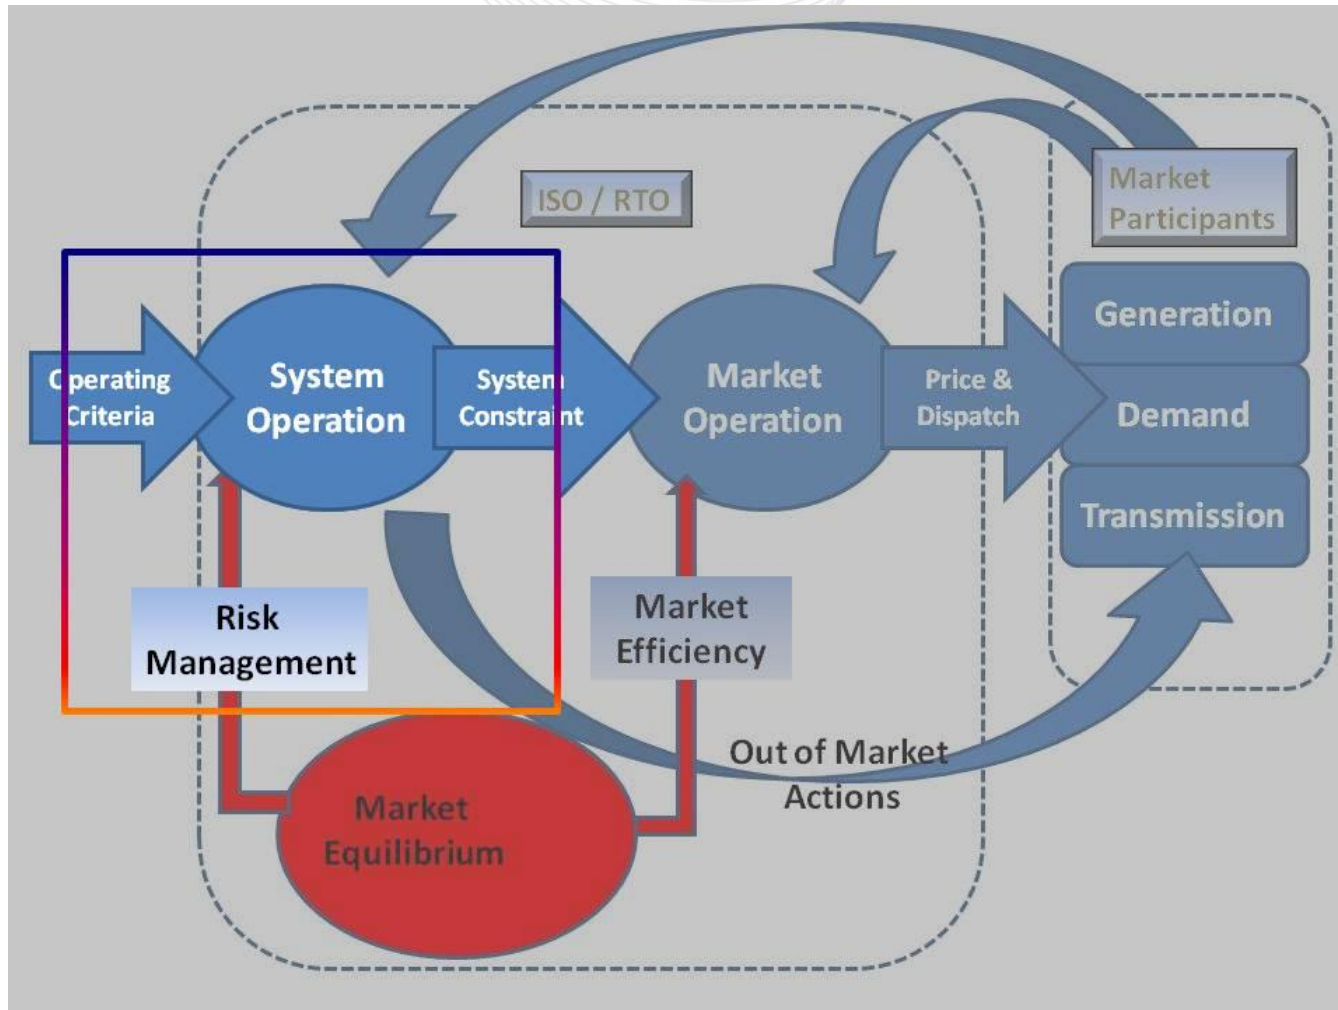 ISO / RTO
Market
Participants
Operating
Criteria
System
Operation
System
Constraint
Market
Operation
Price &
Dispatch
Generation
Demand
Transmission
Risk
Management
Market
Efficiency
Out of Market
Actions
Market
Equilibrium